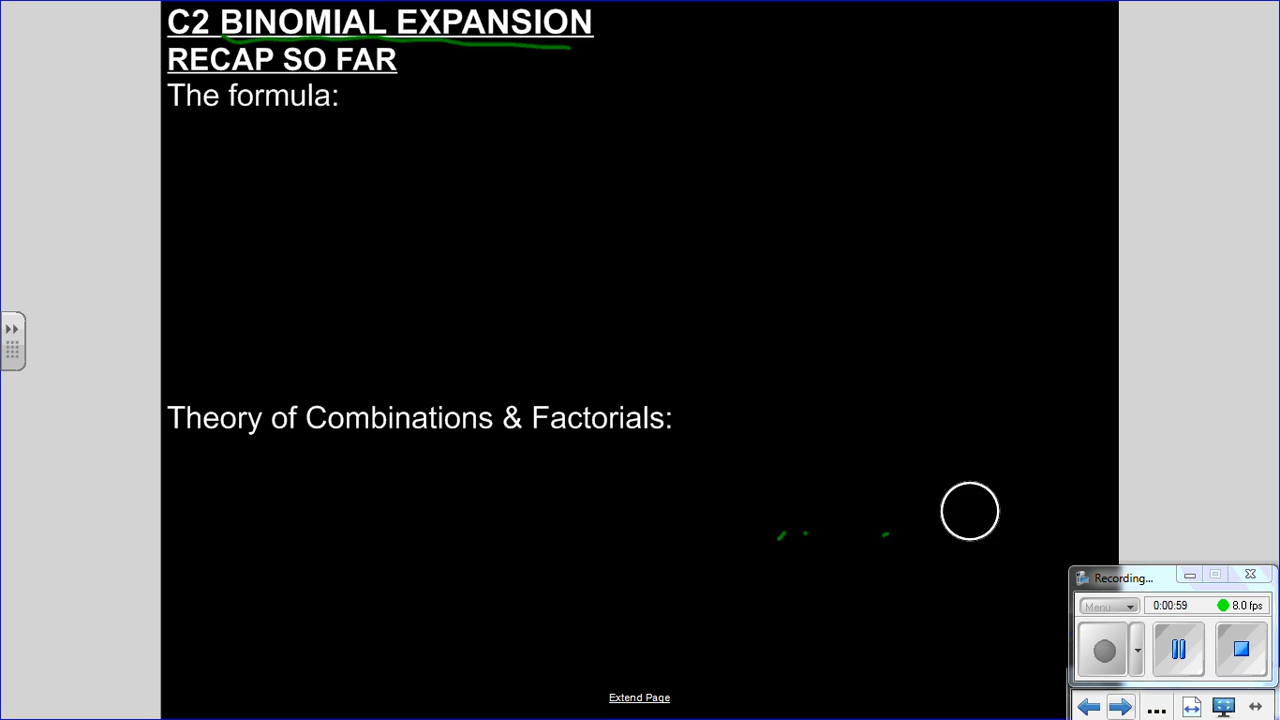 C2 BINOMIAL EXPANSION
RECAP SO FAR
The formula:
Theory of Combinations & Factorials:
Recording...
Menu
0:00:59
8.0 fps
Extend Page